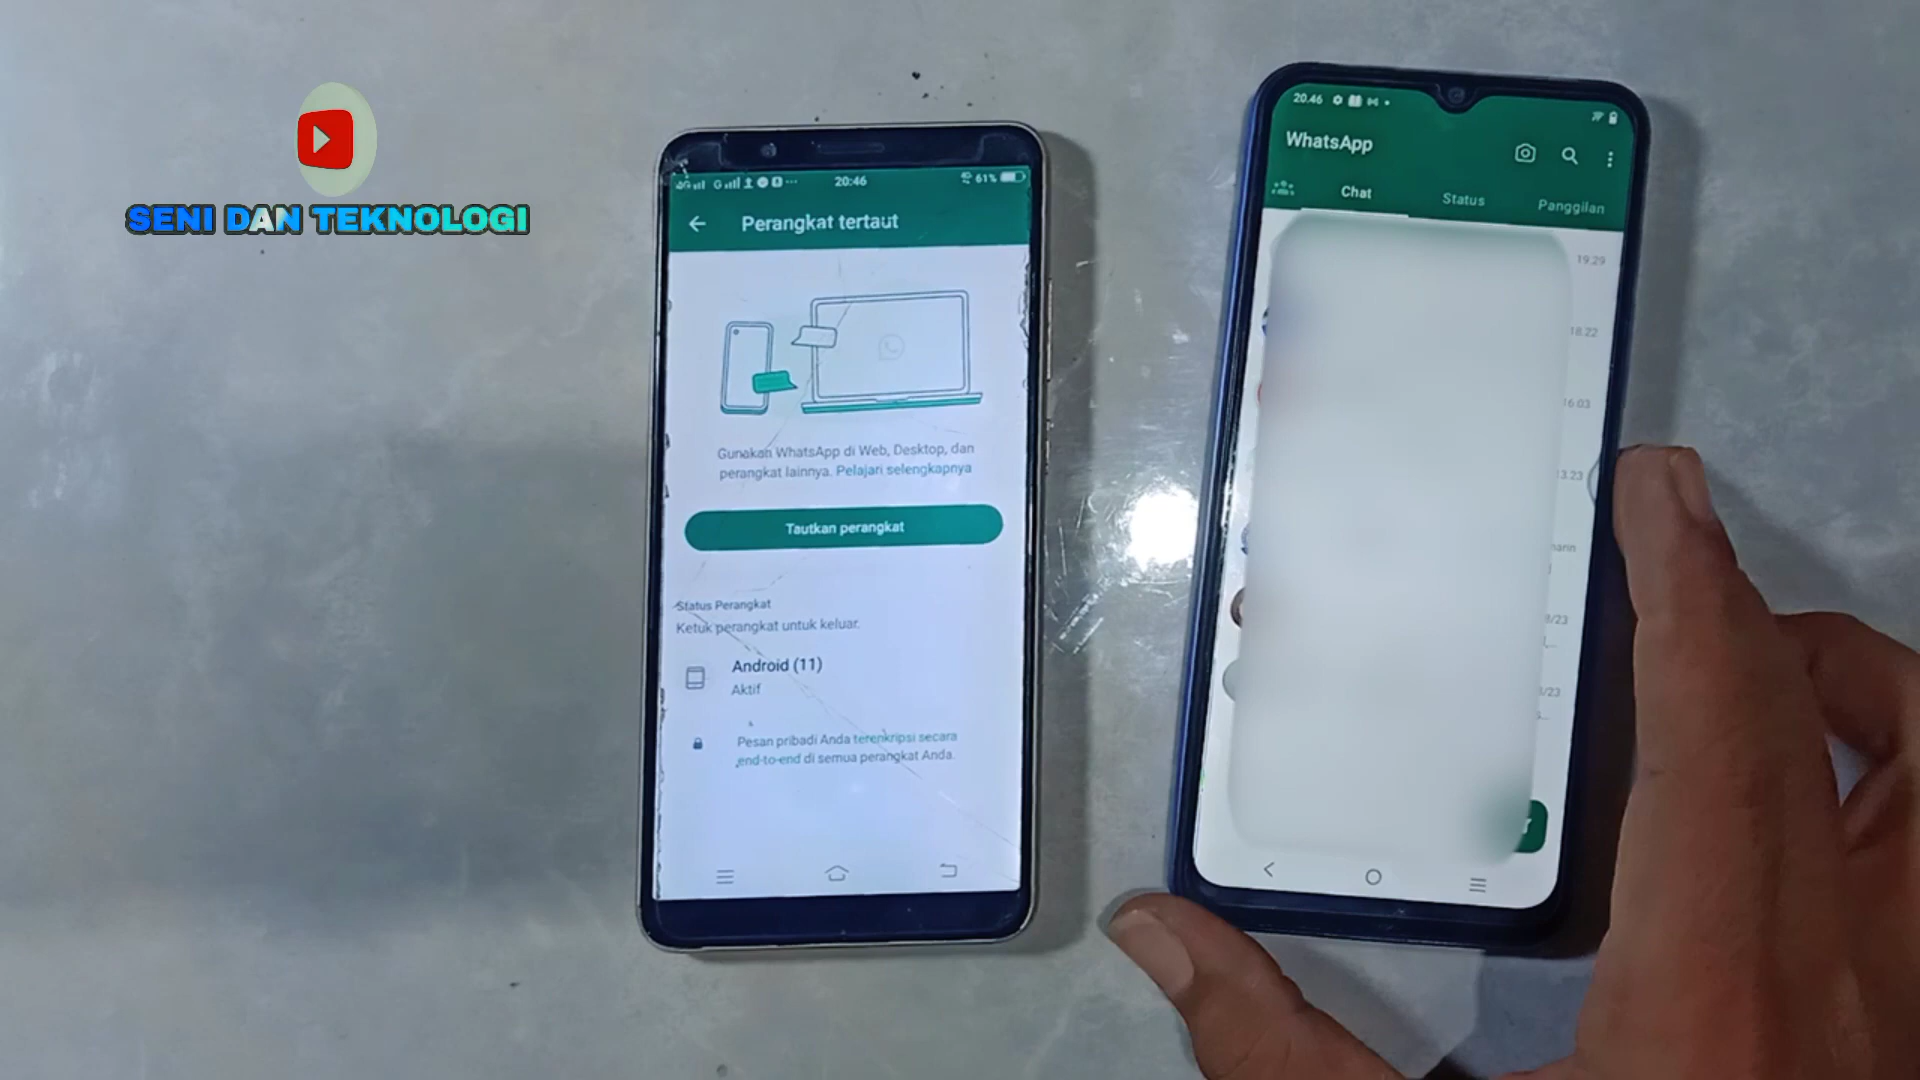 SENI DAN TEKNOLOGI
20:46
61%
Perangkat tertaut
Gunakan WhatsApp di Web, Desktop, dan
perangkat lainnya. Pelajari selengkapnya
Tautkan perangkat
Status Perangkat
Ketuk perangkat untuk keluar.
Android (11)
Aktif
Pesan pribadi Anda terenkripsi secara
end-to-end di semua perangkat Anda.
20.46
WhatsApp
Chat
Status
Panggilan
19.29
18.22
16.03
13.23